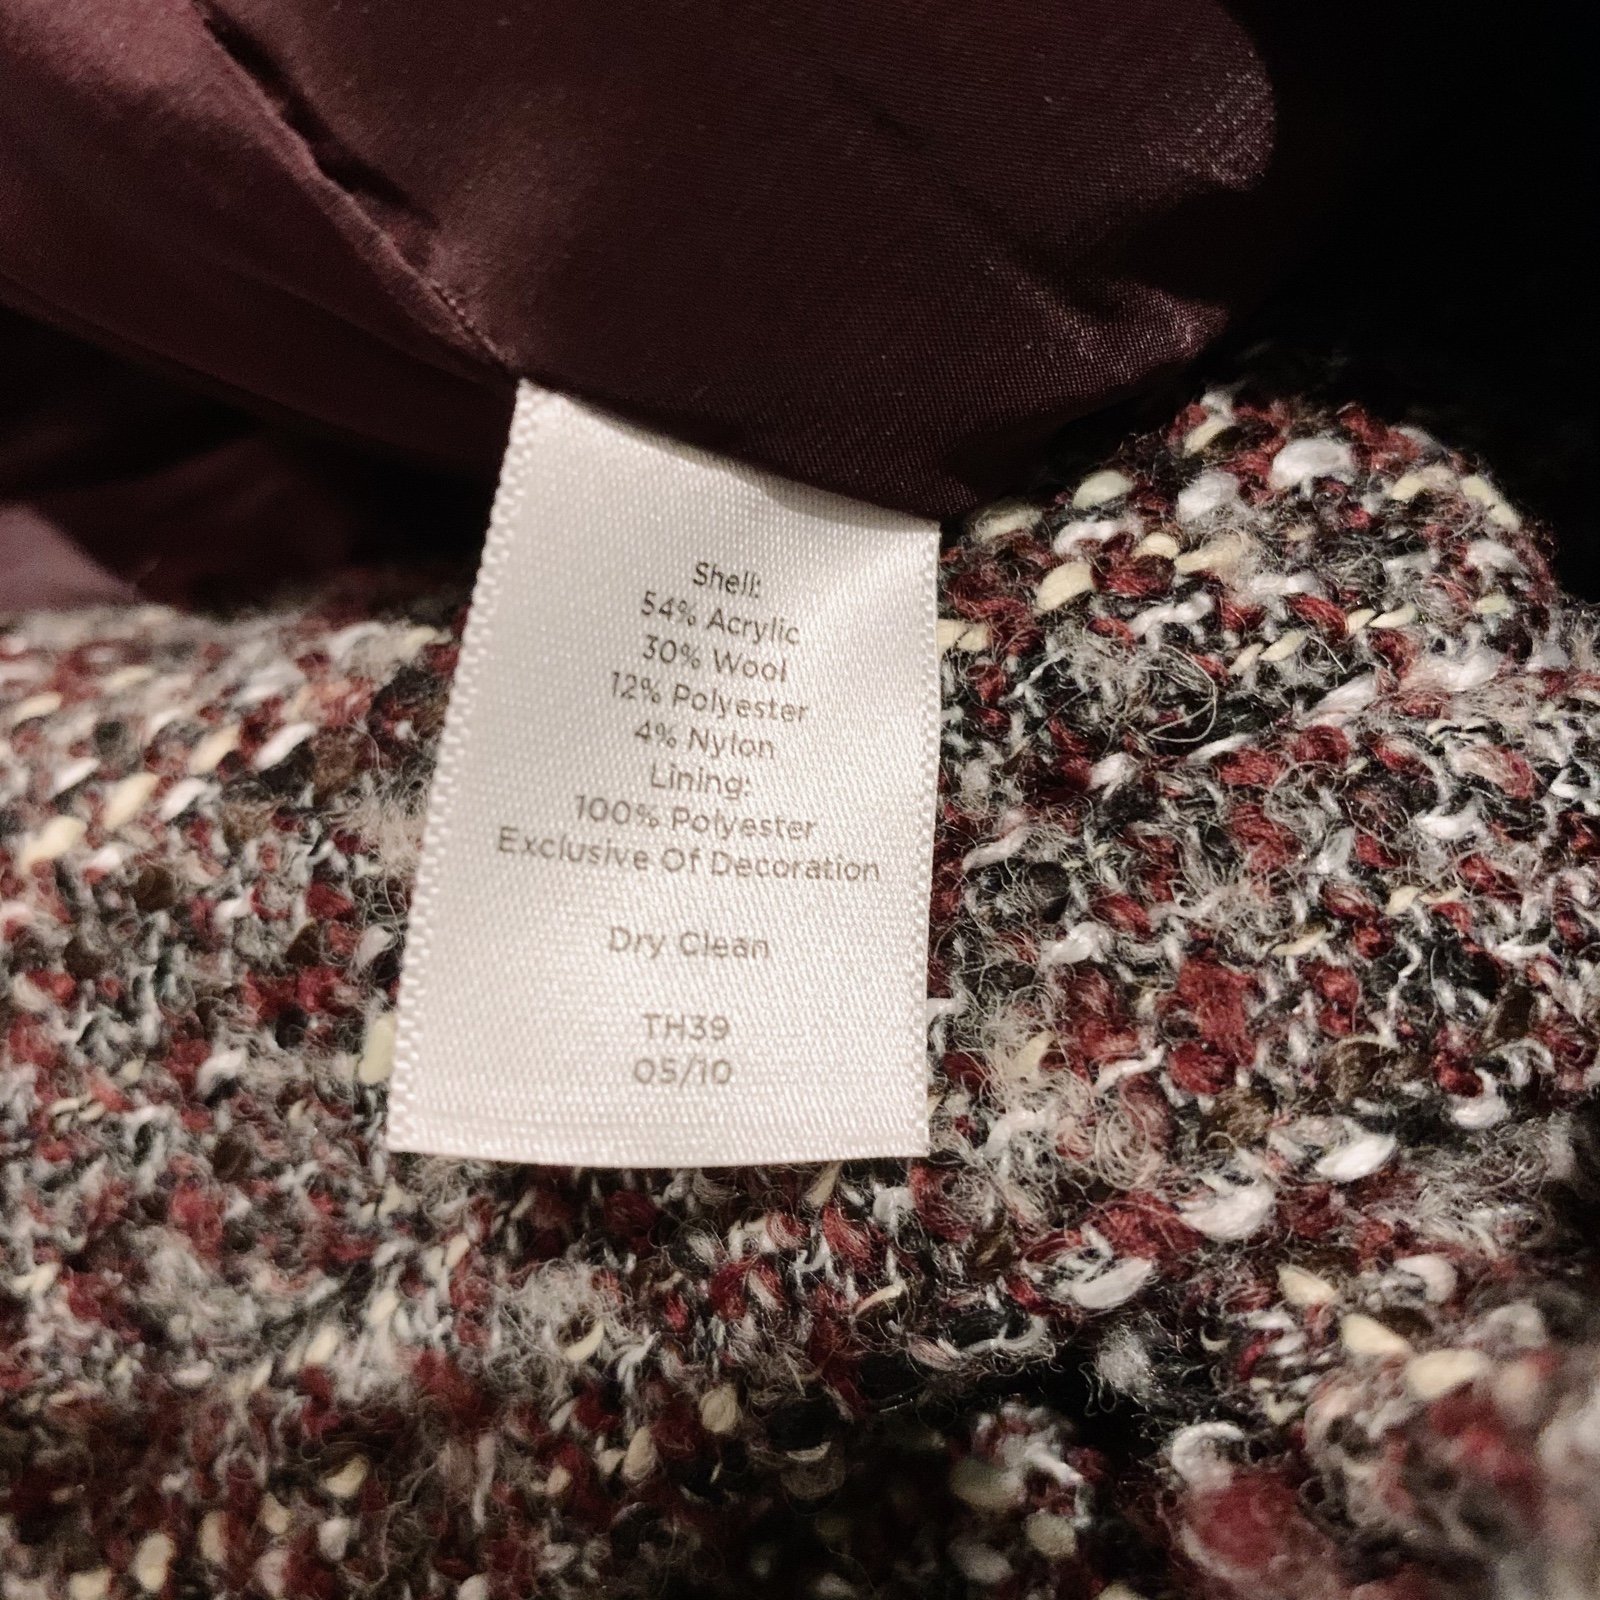 Shell:
54% Acrylic
30% Wool
12% Polyester
4% Nylon
Lining:
100% Polyester
Exclusive Of Decoration
Dry Clean
TH39
05/10